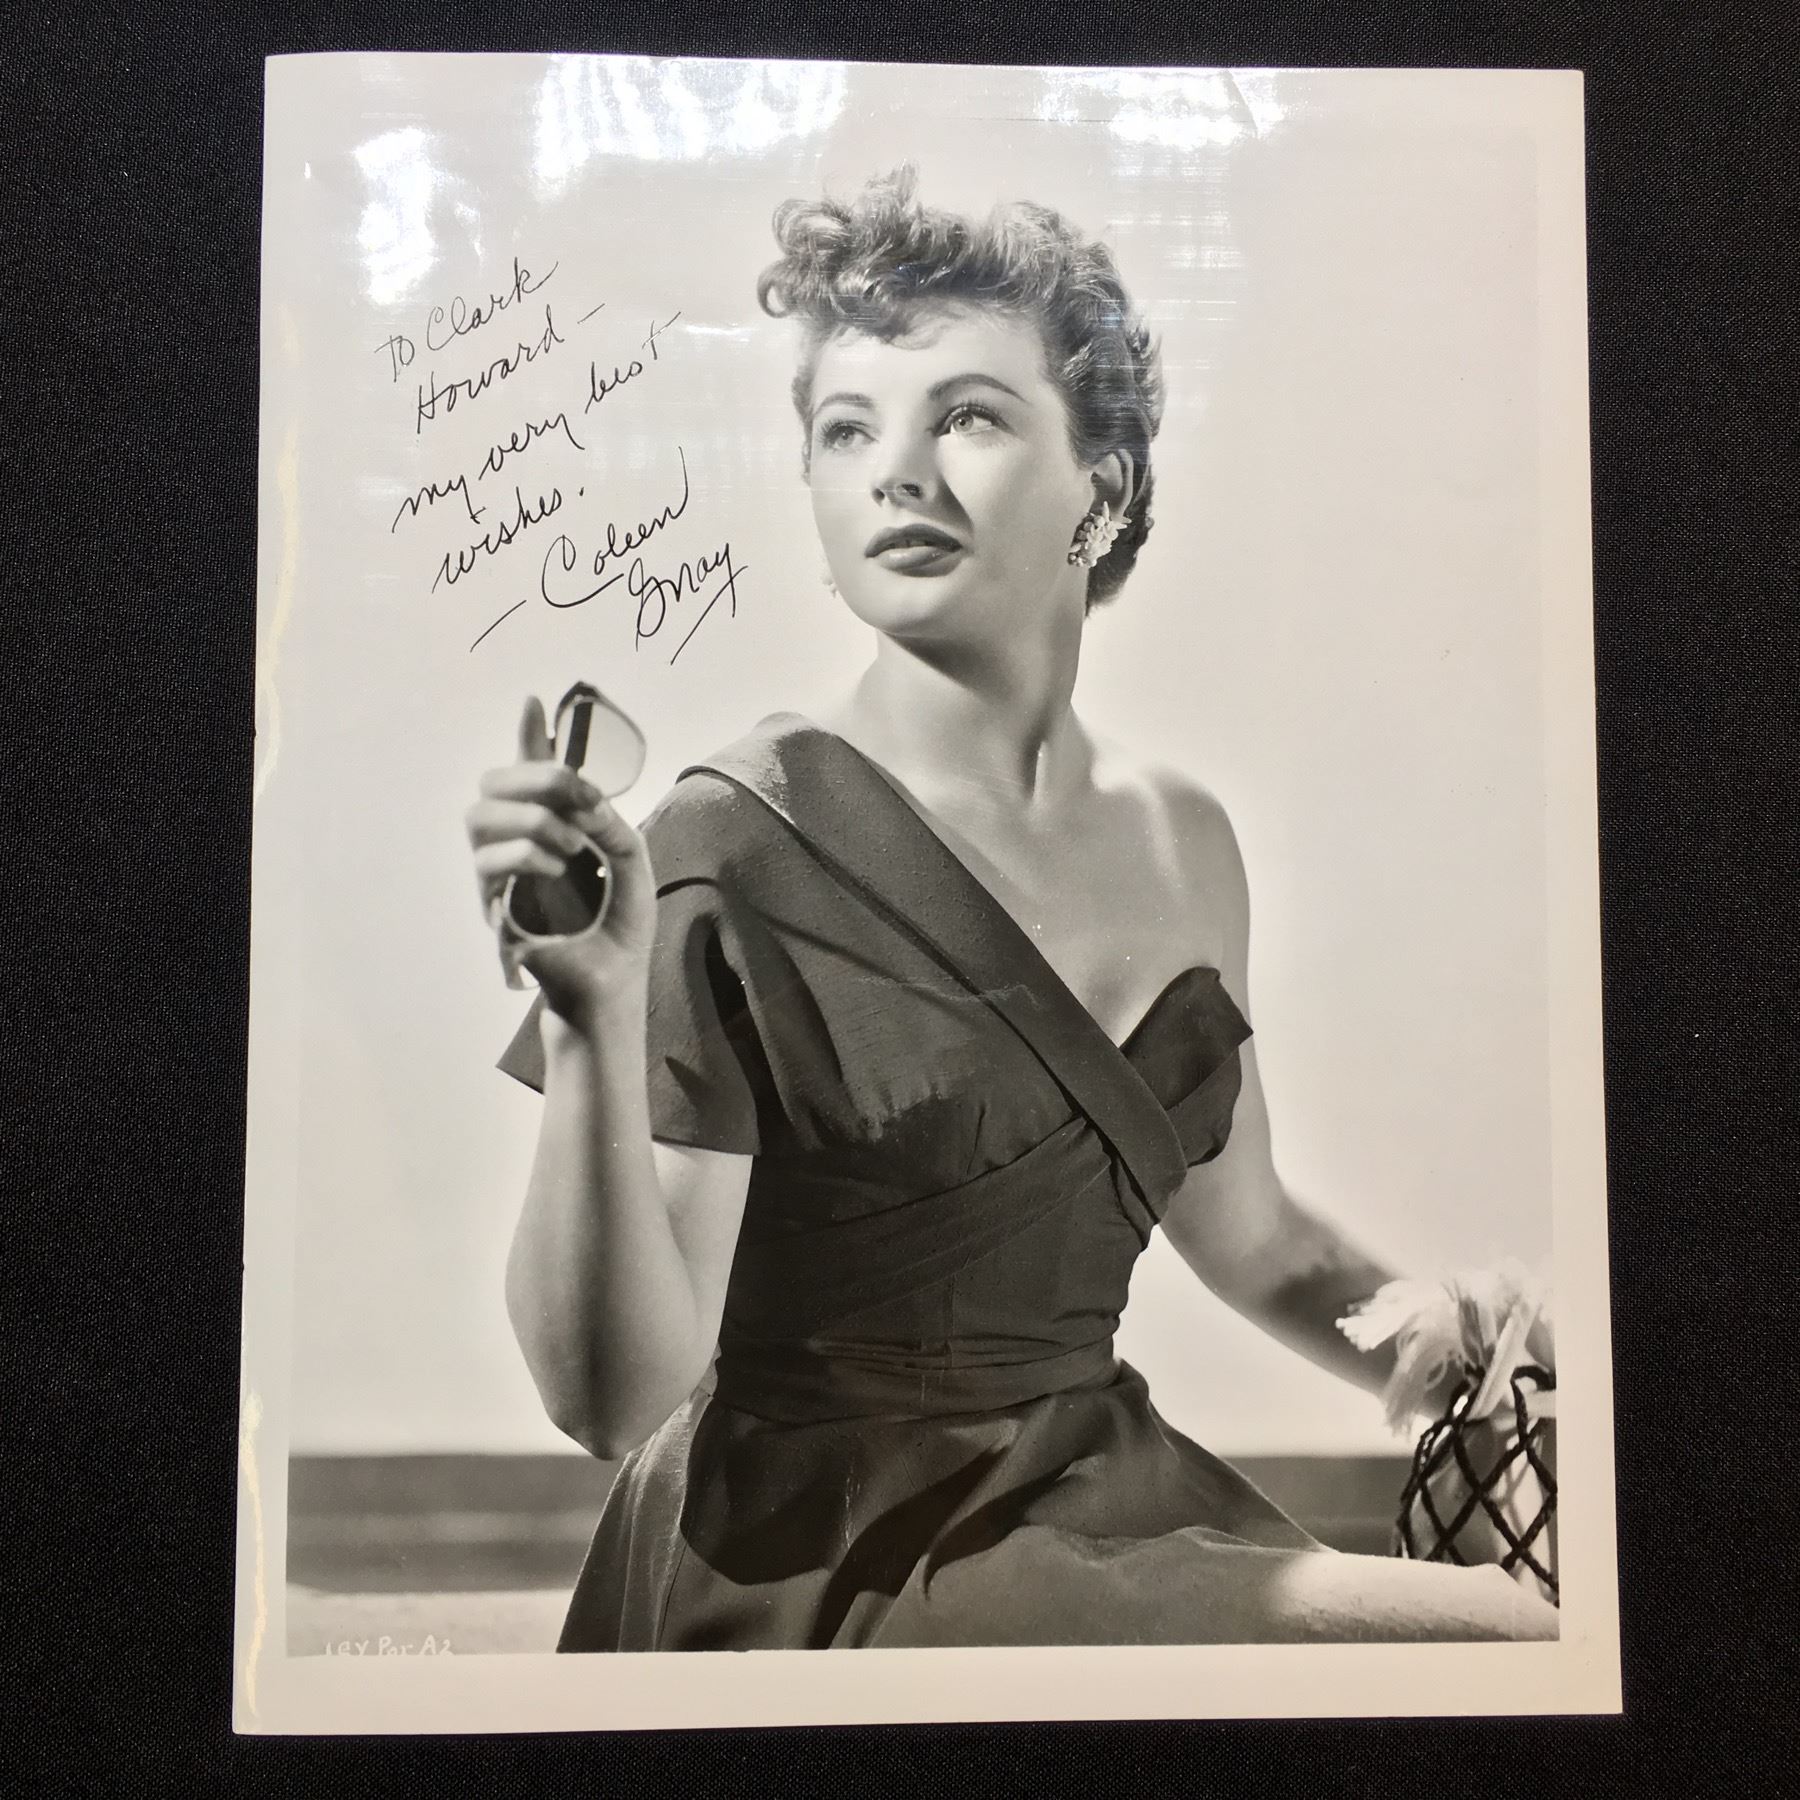 To Clark
Howard –
my very best
wishes.
– Coleen
Gray –